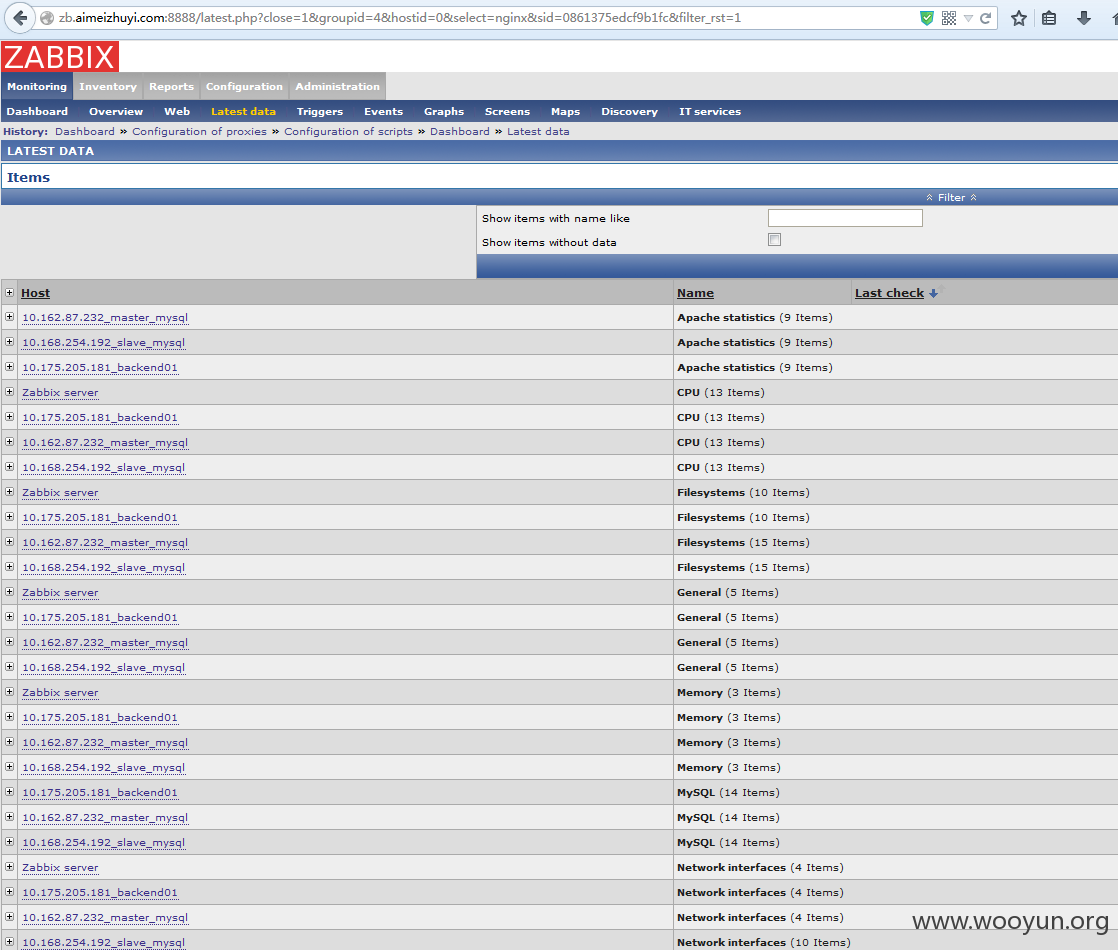 zb.aimeizhuyi.com:8888/latest.php?close=1&groupid=4&hostid=0&select=nginx&sid=0861375edcf9b1fc&filter_rst=1
ZABBIX
Monitoring Inventory Reports Configuration Administration
Dashboard Overview Web Latest data Triggers Events Graphs Screens Maps Discovery IT services
History: Dashboard » Configuration of proxies » Configuration of scripts » Dashboard » Latest data
LATEST DATA
Items
Filter
Show items with name like
Show items without data
Host Name Last check
10.162.87.232_master_mysql Apache statistics (9 Items)
10.168.254.192_slave_mysql Apache statistics (9 Items)
10.175.205.181_backend01 Apache statistics (9 Items)
Zabbix server CPU (13 Items)
10.175.205.181_backend01 CPU (13 Items)
10.162.87.232_master_mysql CPU (13 Items)
10.168.254.192_slave_mysql CPU (13 Items)
Zabbix server Filesystems (10 Items)
10.175.205.181_backend01 Filesystems (10 Items)
10.162.87.232_master_mysql Filesystems (15 Items)
10.168.254.192_slave_mysql Filesystems (15 Items)
Zabbix server General (5 Items)
10.175.205.181_backend01 General (5 Items)
10.162.87.232_master_mysql General (5 Items)
10.168.254.192_slave_mysql General (5 Items)
Zabbix server Memory (3 Items)
10.175.205.181_backend01 Memory (3 Items)
10.162.87.232_master_mysql Memory (3 Items)
10.168.254.192_slave_mysql Memory (3 Items)
10.175.205.181_backend01 MySQL (14 Items)
10.162.87.232_master_mysql MySQL (14 Items)
10.168.254.192_slave_mysql MySQL (14 Items)
Zabbix server Network interfaces (4 Items)
10.175.205.181_backend01 Network interfaces (4 Items)
10.162.87.232_master_mysql Network interfaces (4 Items)
10.168.254.192_slave_mysql Network interfaces (10 Items)
www.wooyun.org